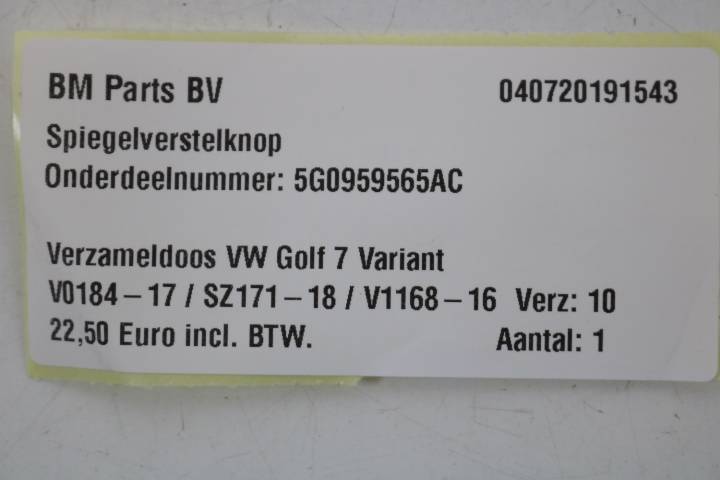 BM Parts BV 040720191543
Spiegelverstelknop
Onderdeelnummer: 5G0959565AC
Verzameldoos VW Golf 7 Variant
V0184-17 / SZ171-18 / V1168-16 Verz: 10
22,50 Euro incl. BTW. Aantal: 1